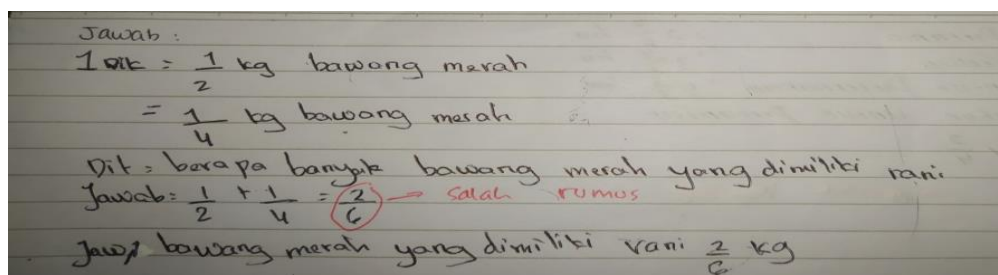 Jawab :
1 Dik = 1/2 kg bawang merah
= 1/4 kg bawang merah
Dit = berapa banyak bawang merah yang dimiliki rani
Jawab = 1/2 + 1/4 = 2/6 → salah rumus
Jawab bawang merah yang dimiliki rani 2/6 kg